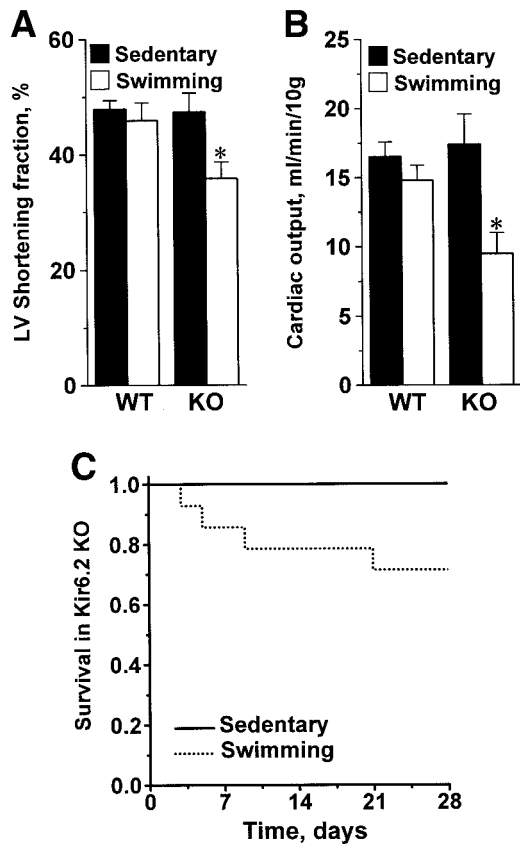 A
LV Shortening fraction, %
60
40
20
0
Sedentary
Swimming
*
WT KO
B
Cardiac output, ml/min/10g
25
20
15
10
5
0
Sedentary
Swimming
*
WT KO
C
Survival in Kir6.2 KO
1.0
0.8
0.6
0.4
0.2
0.0
Sedentary
Swimming
0 7 14 21 28
Time, days